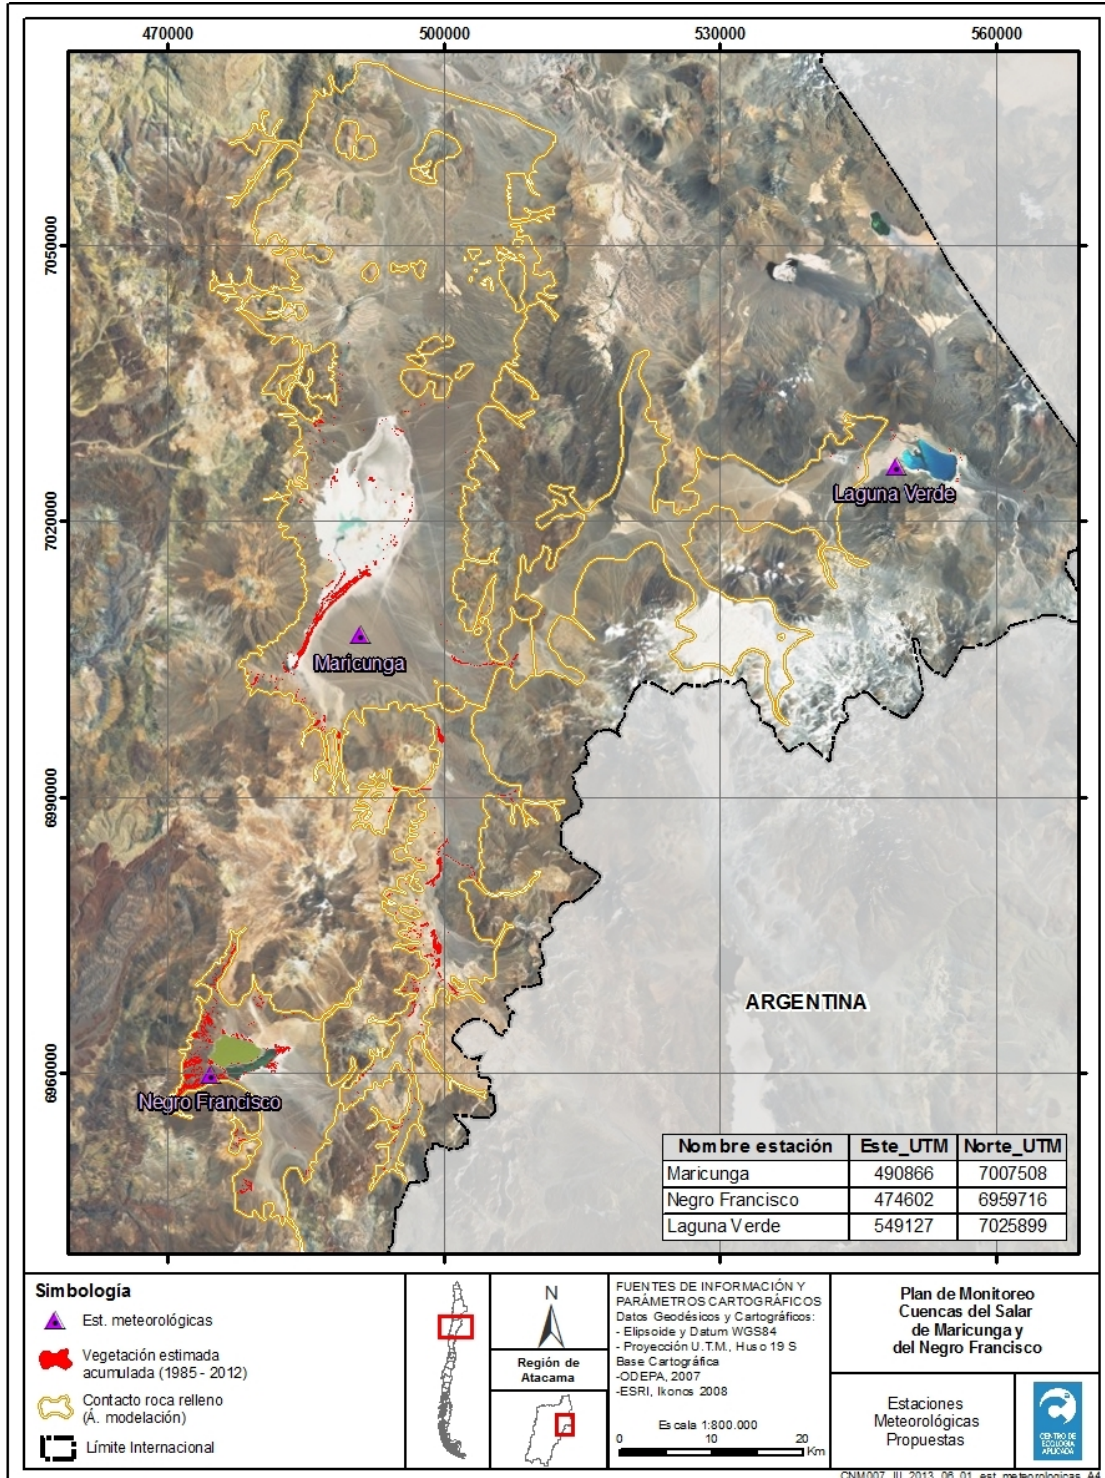 470000 500000 530000 560000
7050000
7020000
6990000
6960000
Laguna Verde
Maricunga
ARGENTINA
Negro Francisco
Nombre estación Este_UTM Norte_UTM
Maricunga 490866 7007508
Negro Francisco 474602 6959716
Laguna Verde 549127 7025899
Simbología
Est. meteorológicas
Vegetación estimada
acumulada (1985 - 2012)
Contacto roca relleno
(Á. modelación)
Límite Internacional
N
Región de
Atacama
FUENTES DE INFORMACIÓN Y
PARÁMETROS CARTOGRÁFICOS
Datos Geodésicos y Cartográficos:
- Elipsoide y Datum WGS84
- Proyección U.T.M., Huso 19 S
Base Cartográfica
-ODEPA, 2007
-ESRI, Ikonos 2008
Escala 1:800.000
0 10 20
Km
Plan de Monitoreo
Cuencas del Salar
de Maricunga y
del Negro Francisco
Estaciones
Meteorológicas
Propuestas
CENTRO DE
ECOLOGÍA
APLICADA
CNM007_III_2013_06_01_est_meteorologicas_A4